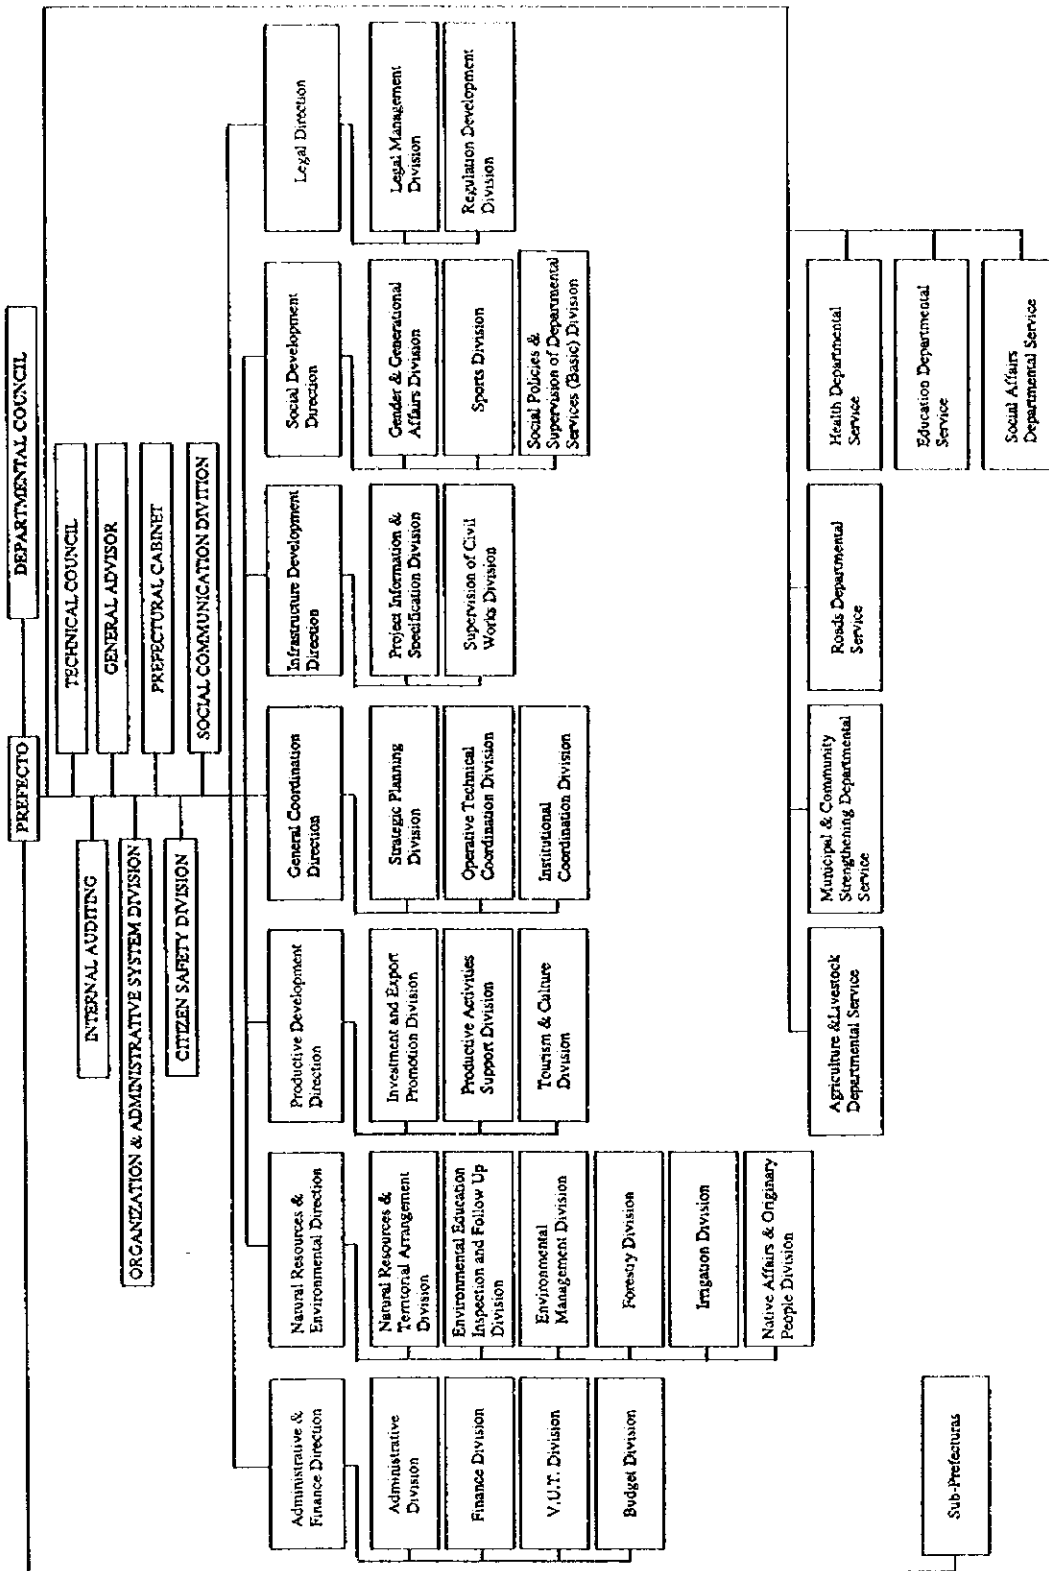 PREFECTO
DEPARTMENTAL COUNCIL
TECHNICAL COUNCIL
INTERNAL AUDITING
GENERAL ADVISOR
ORGANIZATION & ADMINISTRATIVE SYSTEM DIVISION
PREFECTURAL CABINET
CITIZEN SAFETY DIVISION
SOCIAL COMMUNICATION DIVITION
Administrative &
Finance Direction
Natural Resources &
Environmental Direction
Productive Development
Direction
General Coordination
Direction
Infrastructure Development
Direction
Social Development
Direction
Legal Direction
Administrative
Division
Finance Division
V.U.T. Division
Budget Division
Natural Resources &
Territorial Arrangement
Division
Environmental Education
Inspection and Follow Up
Division
Environmental
Management Division
Forestry Division
Irrigation Division
Native Affairs & Originary
People Division
Investment and Export
Promotion Division
Productive Activities
Support Division
Tourism & Culture
Division
Strategic Planning
Division
Operative Technical
Coordination Division
Institutional
Coordination Division
Project Information &
Specification Division
Supervision of Civil
Works Division
Gender & Generational
Affairs Division
Sports Division
Social Policies &
Supervision of Departmental
Services (Basic) Division
Legal Management
Division
Regulation Development
Division
Agriculture &Livestock
Departmental Service
Municipal & Community
Strengthening Departmental
Service
Roads Departmental
Service
Health Departmental
Service
Education Departmental
Service
Social Affairs
Departmental Service
Sub-Prefecturas